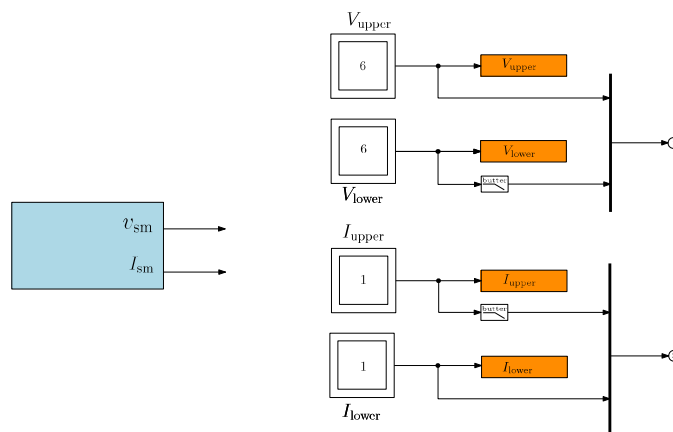 V_upper
6
V_upper
6
V_lower
butter
V_lower
v_sm
I_sm
I_upper
1
I_upper
butter
1
I_lower
I_lower